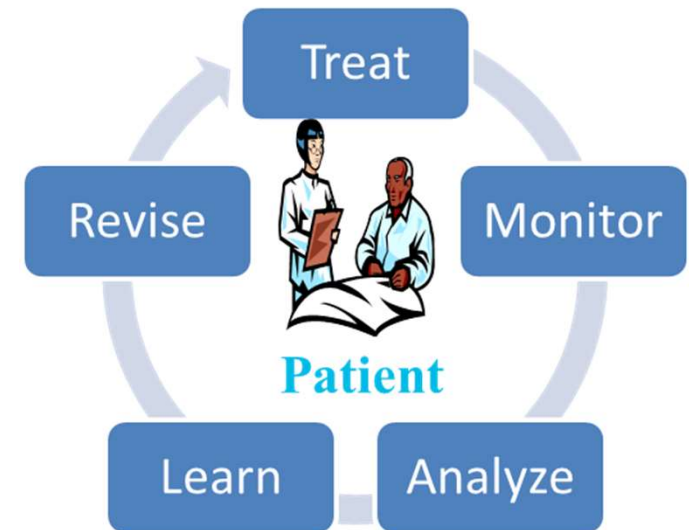 Treat
Revise
Monitor
Patient
Learn
Analyze